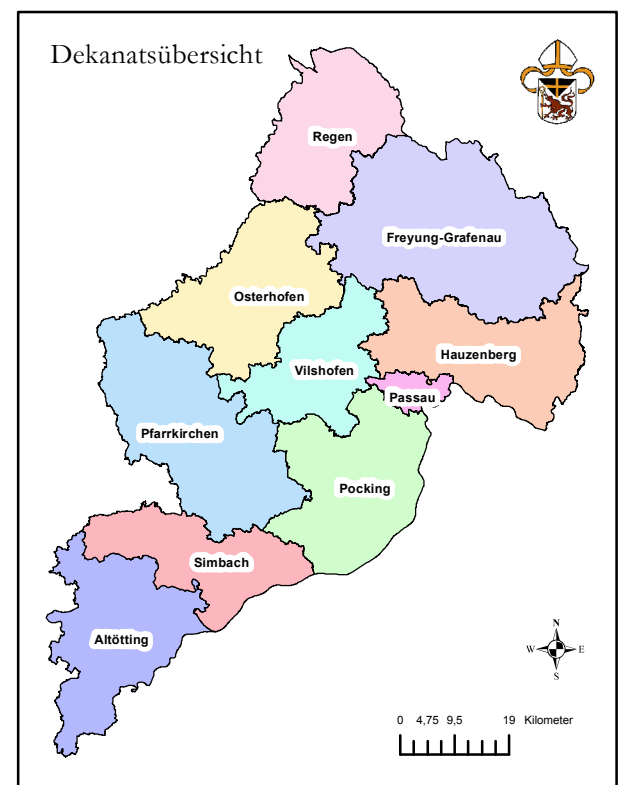 Dekanatsübersicht
Regen
Freyung-Grafenau
Osterhofen
Hauzenberg
Vilshofen
Passau
Pfarrkirchen
Pocking
Simbach
Altötting
N
W E
S
0 4,75 9,5 19 Kilometer